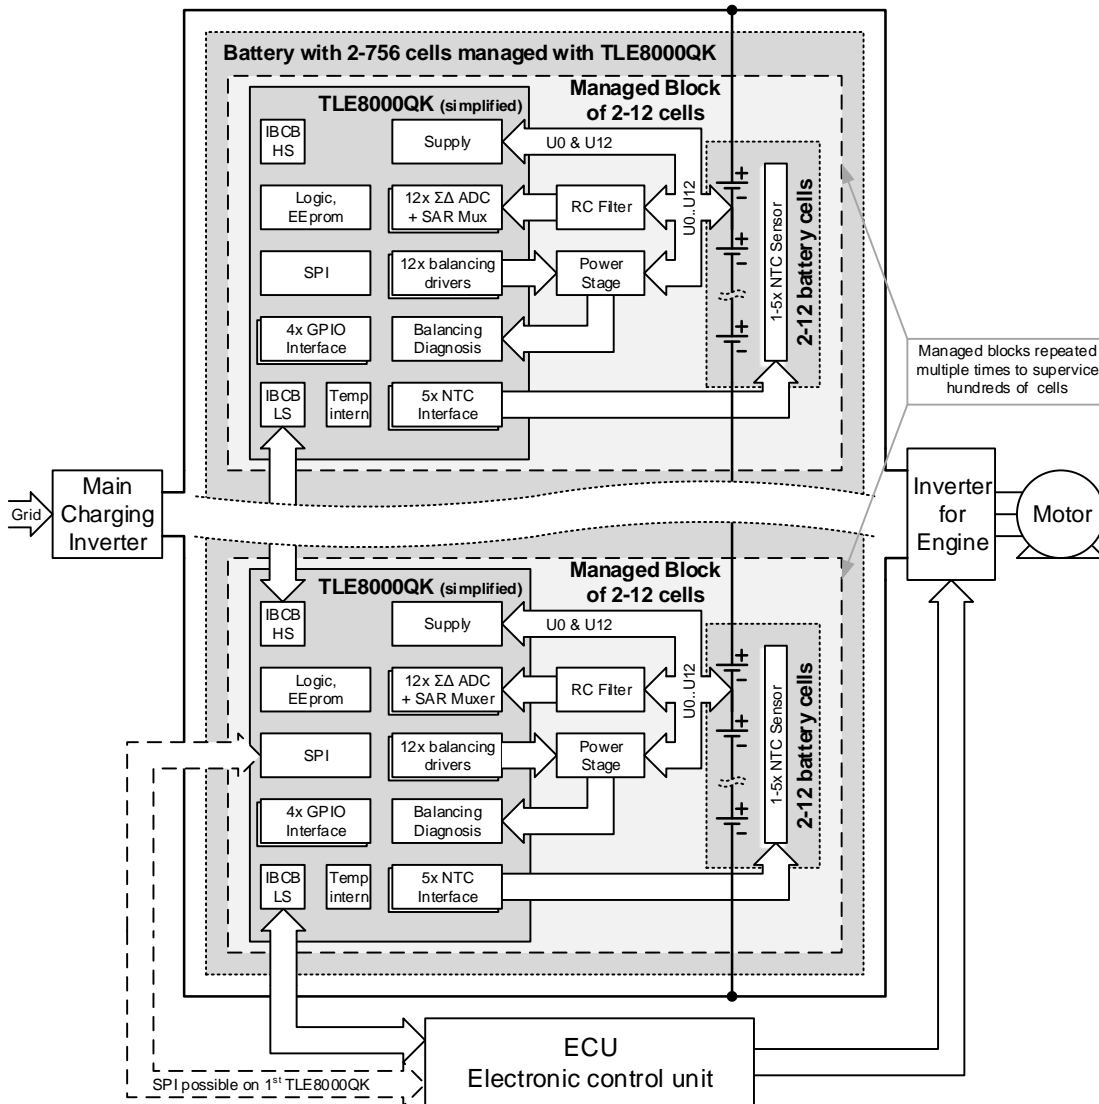 Battery with 2-756 cells managed with TLE8000QK
TLE8000QK (simplified)
Managed Block
of 2-12 cells
IBCB
HS
Supply
U0 & U12
Logic,
EEprom
12x ΣΔ ADC
+ SAR Mux
RC Filter
U0..U12
SPI
12x balancing
drivers
Power
Stage
4x GPIO
Interface
Balancing
Diagnosis
IBCB
LS
Temp
intern
5x NTC
Interface
1-5x NTC Sensor
2-12 battery cells
+
-
+
-
+
-
Managed blocks repeated
multiple times to supervice
hundreds of cells
Grid
Main
Charging
Inverter
Inverter
for
Engine
Motor
TLE8000QK (simplified)
Managed Block
of 2-12 cells
IBCB
HS
Supply
U0 & U12
Logic,
EEprom
12x ΣΔ ADC
+ SAR Muxer
RC Filter
U0..U12
SPI
12x balancing
drivers
Power
Stage
4x GPIO
Interface
Balancing
Diagnosis
IBCB
LS
Temp
intern
5x NTC
Interface
1-5x NTC Sensor
2-12 battery cells
+
-
+
-
+
-
SPI possible on 1st TLE8000QK
ECU
Electronic control unit